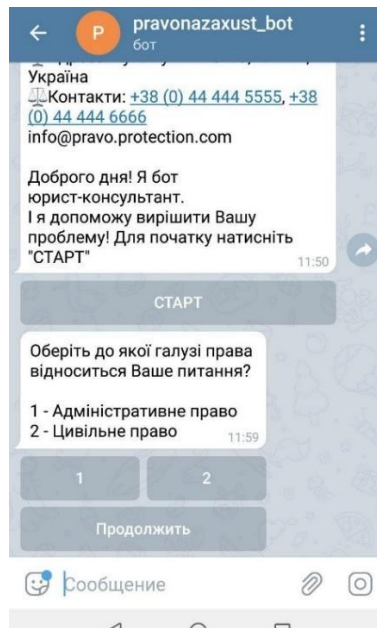 pravonazaxust_bot
P
бот
Україна
⚖Контакти: +38 (0) 44 444 5555, +38
(0) 44 444 6666
info@pravo.protection.com
Доброго дня! Я бот
юрист-консультант.
І я допоможу вирішити Вашу
проблему! Для початку натисніть
"СТАРТ"
11:50
СТАРТ
Оберіть до якої галузі права
відноситься Ваше питання?
1 - Адміністративне право
2 - Цивільне право
11:59
1 2
Продолжить
Сообщение